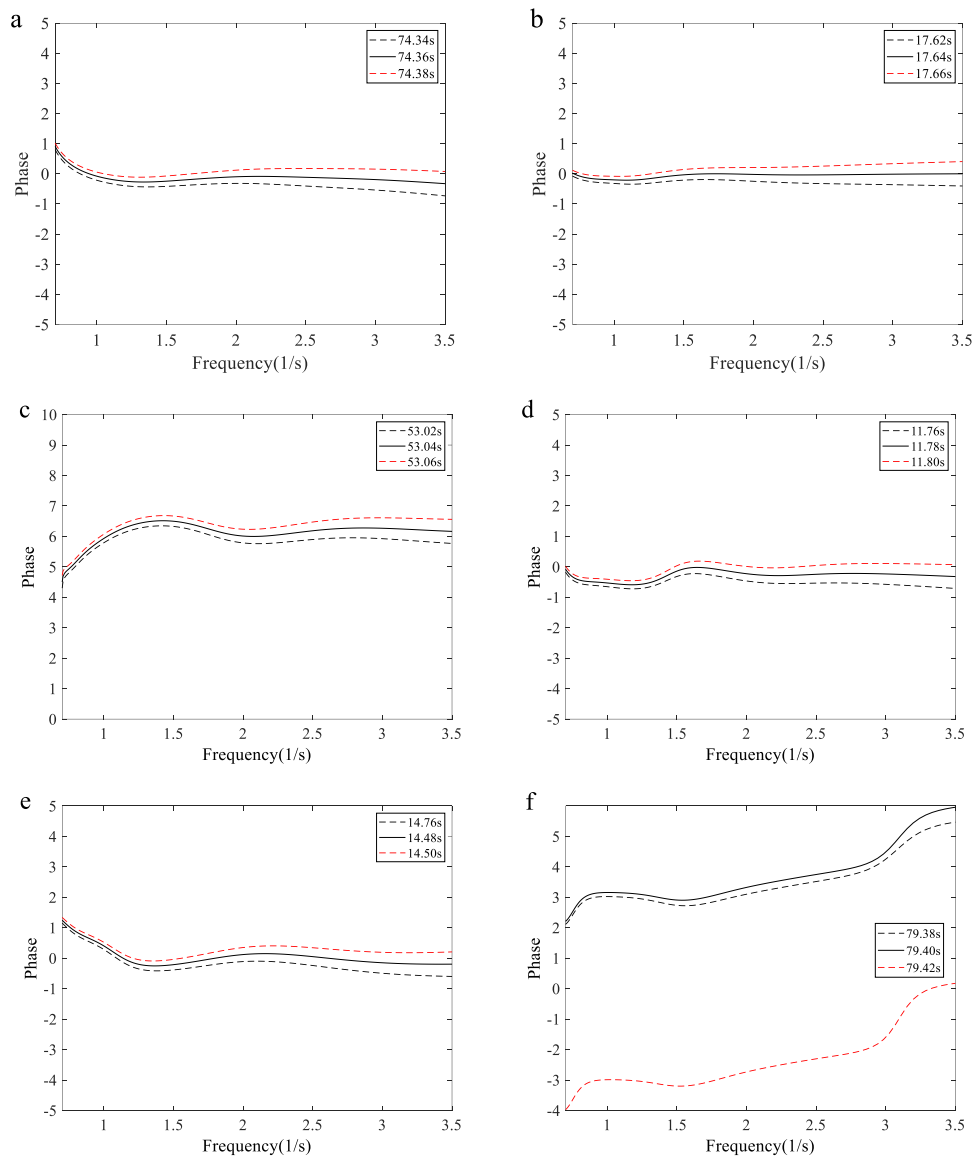 a
5
4
3
2
1
0
-1
-2
-3
-4
-5
Phase
1
1.5
2
2.5
3
3.5
Frequency(1/s)
74.34s
74.36s
74.38s
b
5
4
3
2
1
0
-1
-2
-3
-4
-5
Phase
1
1.5
2
2.5
3
3.5
Frequency(1/s)
17.62s
17.64s
17.66s
c
10
9
8
7
6
5
4
3
2
1
0
Phase
1
1.5
2
2.5
3
3.5
Frequency(1/s)
53.02s
53.04s
53.06s
d
5
4
3
2
1
0
-1
-2
-3
-4
-5
Phase
1
1.5
2
2.5
3
3.5
Frequency(1/s)
11.76s
11.78s
11.80s
e
5
4
3
2
1
0
-1
-2
-3
-4
-5
Phase
1
1.5
2
2.5
3
3.5
Frequency(1/s)
14.76s
14.48s
14.50s
f
5
4
3
2
1
0
-1
-2
-3
-4
Phase
1
1.5
2
2.5
3
3.5
Frequency(1/s)
79.38s
79.40s
79.42s